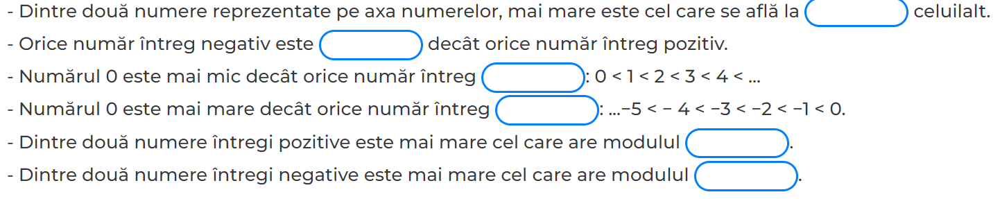 - Dintre două numere reprezentate pe axa numerelor, mai mare este cel care se află la celuilalt.
- Orice număr întreg negativ este decât orice număr întreg pozitiv.
- Numărul 0 este mai mic decât orice număr întreg : 0 < 1 < 2 < 3 < 4 < ...
- Numărul 0 este mai mare decât orice număr întreg : ...−5 < − 4 < −3 < −2 < −1 < 0.
- Dintre două numere întregi pozitive este mai mare cel care are modulul .
- Dintre două numere întregi negative este mai mare cel care are modulul .